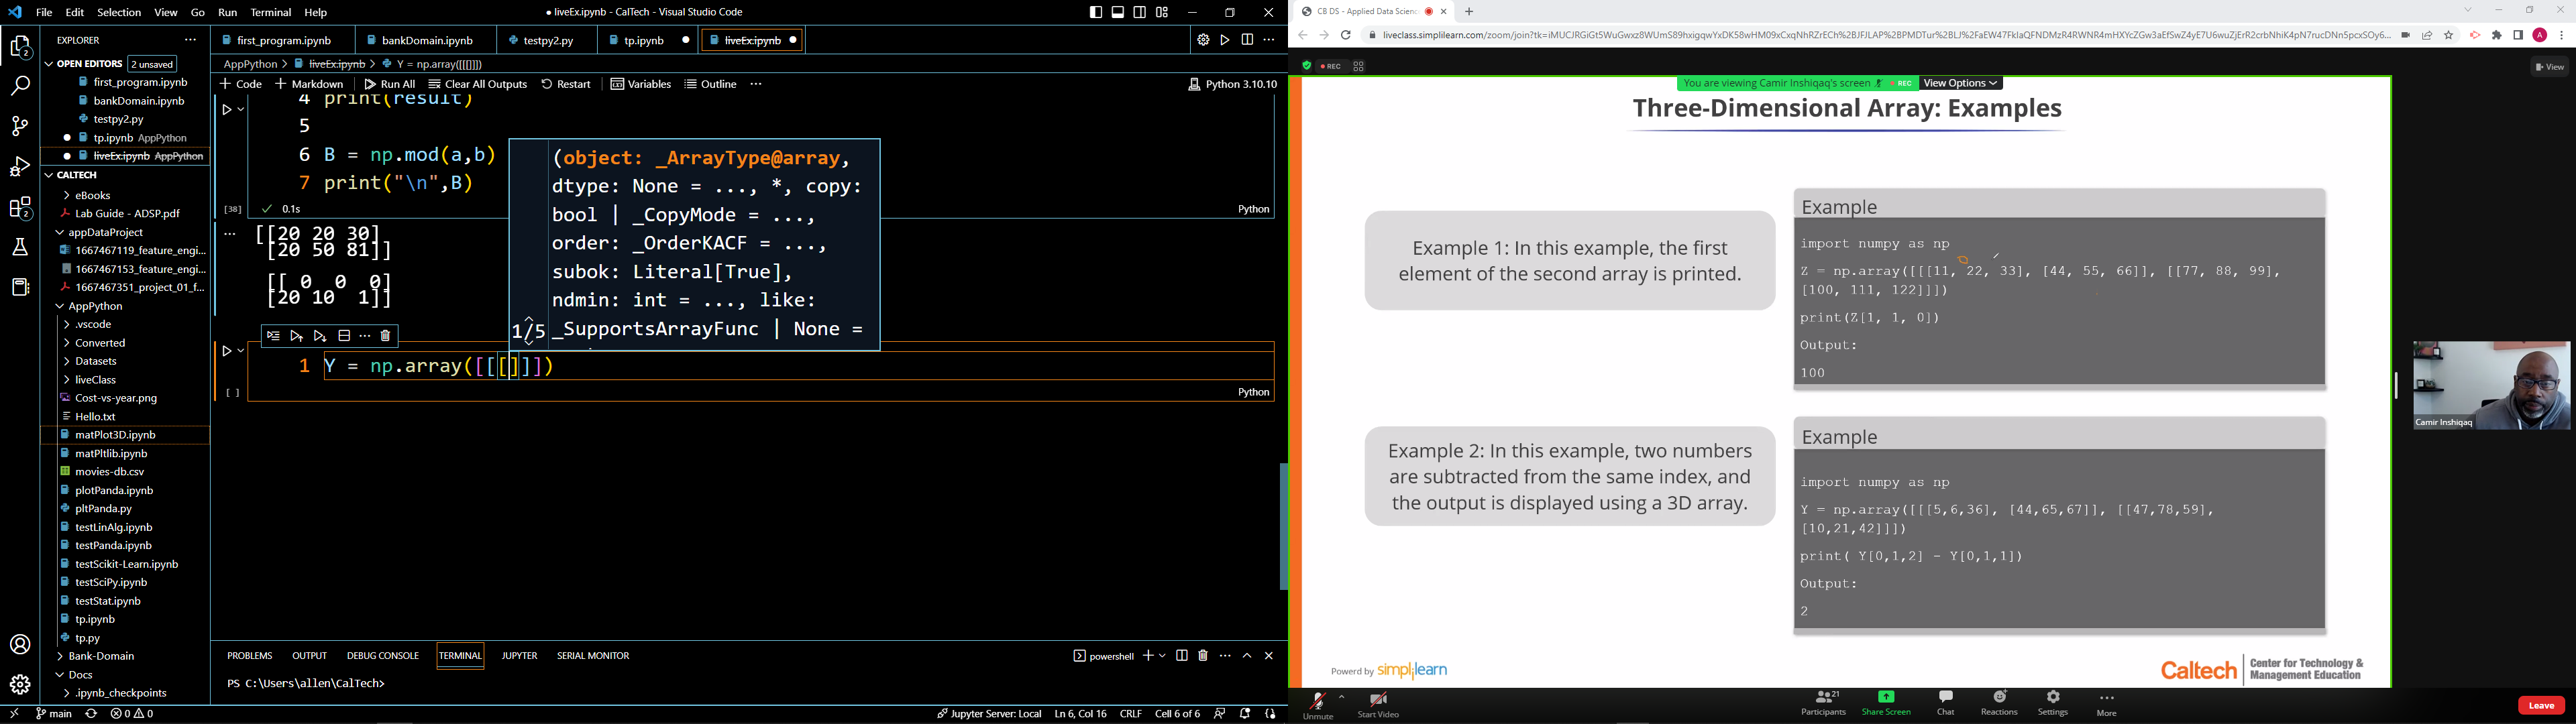 File Edit Selection View Go Run Terminal Help
● liveEx.ipynb - CalTech - Visual Studio Code
EXPLORER
OPEN EDITORS 2 unsaved
first_program.ipynb
bankDomain.ipynb
testpy2.py
tp.ipynb AppPython
liveEx.ipynb AppPython
CALTECH
eBooks
Lab Guide - ADSP.pdf
appDataProject
1667467119_feature_engi...
1667467153_feature_engi...
1667467351_project_01_f...
AppPython
.vscode
Converted
Datasets
liveClass
Cost-vs-year.png
Hello.txt
matPlot3D.ipynb
matPltlib.ipynb
movies-db.csv
plotPanda.ipynb
pltPanda.py
testLinAlg.ipynb
testPanda.ipynb
testScikit-Learn.ipynb
testSciPy.ipynb
testStat.ipynb
tp.ipynb
tp.py
Bank-Domain
Docs
.ipynb_checkpoints
first_program.ipynb bankDomain.ipynb testpy2.py tp.ipynb liveEx.ipynb
AppPython > liveEx.ipynb > Y = np.array([[[]]])
+ Code + Markdown Run All Clear All Outputs Restart Variables Outline ... Python 3.10.10
4 print(result)
5
6 B = np.mod(a,b)
7 print("\n",B)
[38] 0.1s Python
[[20 20 30]
[20 50 81]]
[[ 0 0 0]
[20 10 1]]
(object: _ArrayType@array,
dtype: None = ..., *, copy:
bool | _CopyMode = ...,
order: _OrderKACF = ...,
subok: Literal[True],
ndmin: int = ..., like:
1/5 _SupportsArrayFunc | None =
1 Y = np.array([[[]]])
[ ] Python
PROBLEMS OUTPUT DEBUG CONSOLE TERMINAL JUPYTER SERIAL MONITOR
powershell
PS C:\Users\allen\CalTech>
main 0 0 Jupyter Server: Local Ln 6, Col 16 CRLF Cell 6 of 6
CB DS - Applied Data Scienc
REC
You are viewing Camir Inshiqaq's screen REC View Options
View
Three-Dimensional Array: Examples
Example 1: In this example, the first
element of the second array is printed.
Example
import numpy as np
Z = np.array([[[11, 22, 33], [44, 55, 66]], [[77, 88, 99],
[100, 111, 122]]])
print(Z[1, 1, 0])
Output:
100
Example 2: In this example, two numbers
are subtracted from the same index, and
the output is displayed using a 3D array.
Example
import numpy as np
Y = np.array([[[5,6,36], [44,65,67]], [[47,78,59],
[10,21,42]]])
print( Y[0,1,2] - Y[0,1,1])
Output:
2
Powerd by simplilearn
Caltech Center for Technology &
Management Education
Camir Inshiqaq
Unmute Start Video Participants 21 Share Screen Chat Reactions Settings More Leave